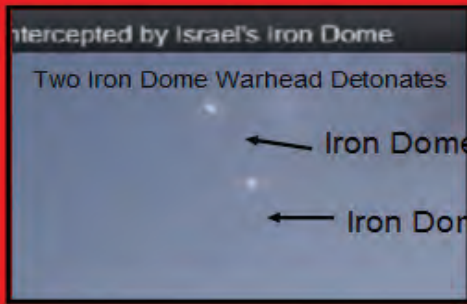 ntercepted by Israel's Iron Dome
Two Iron Dome Warhead Detonates
Iron Dome
Iron Dor